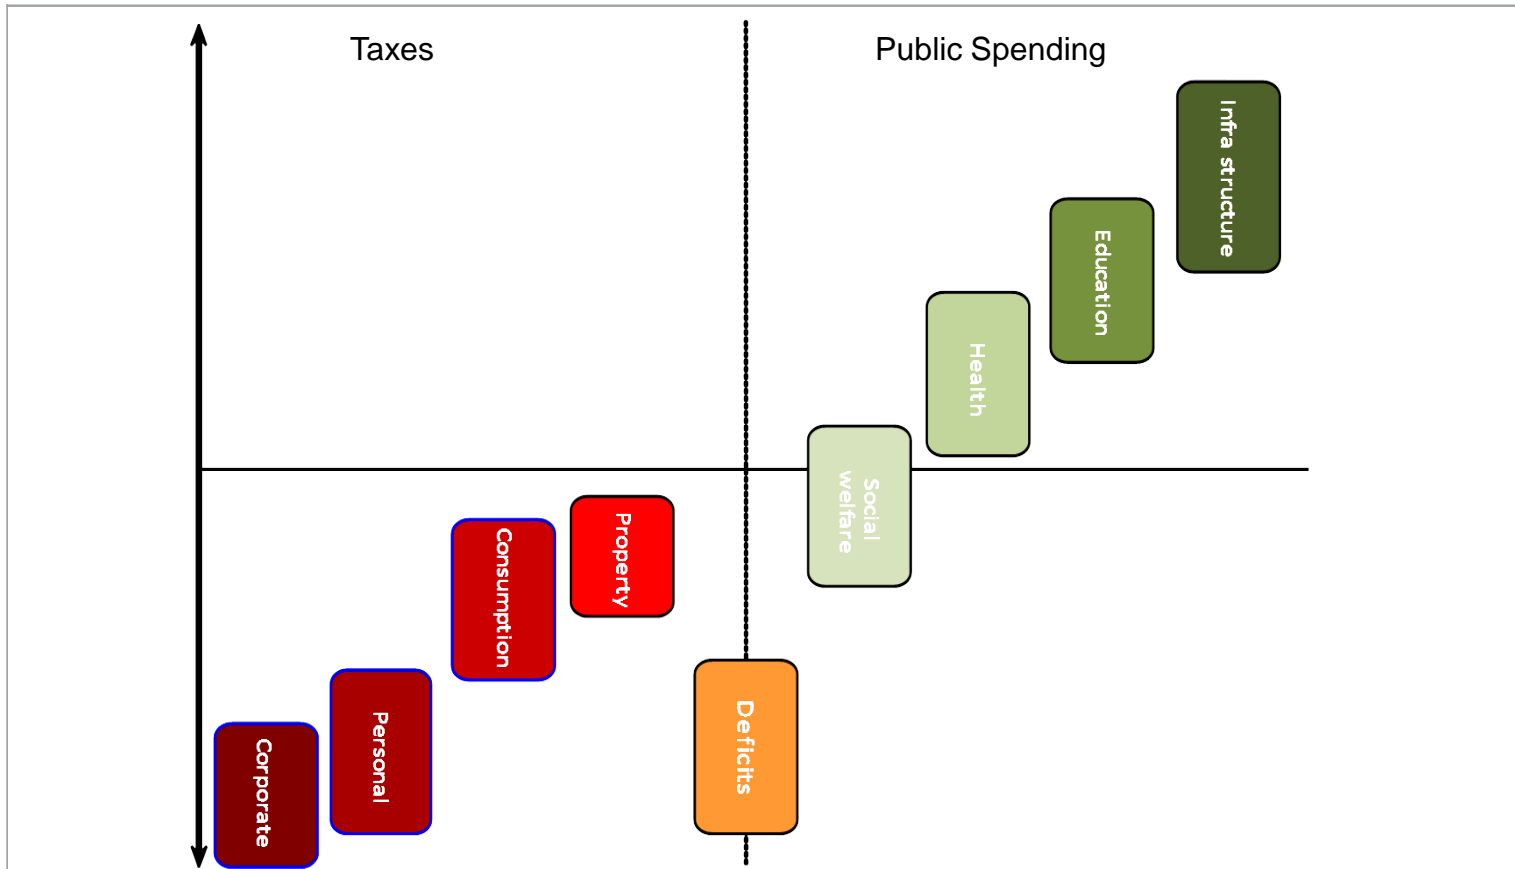 Taxes
Public Spending
Infra structure
Education
Health
Social
welfare
Property
Consumption
Deficits
Personal
Corporate